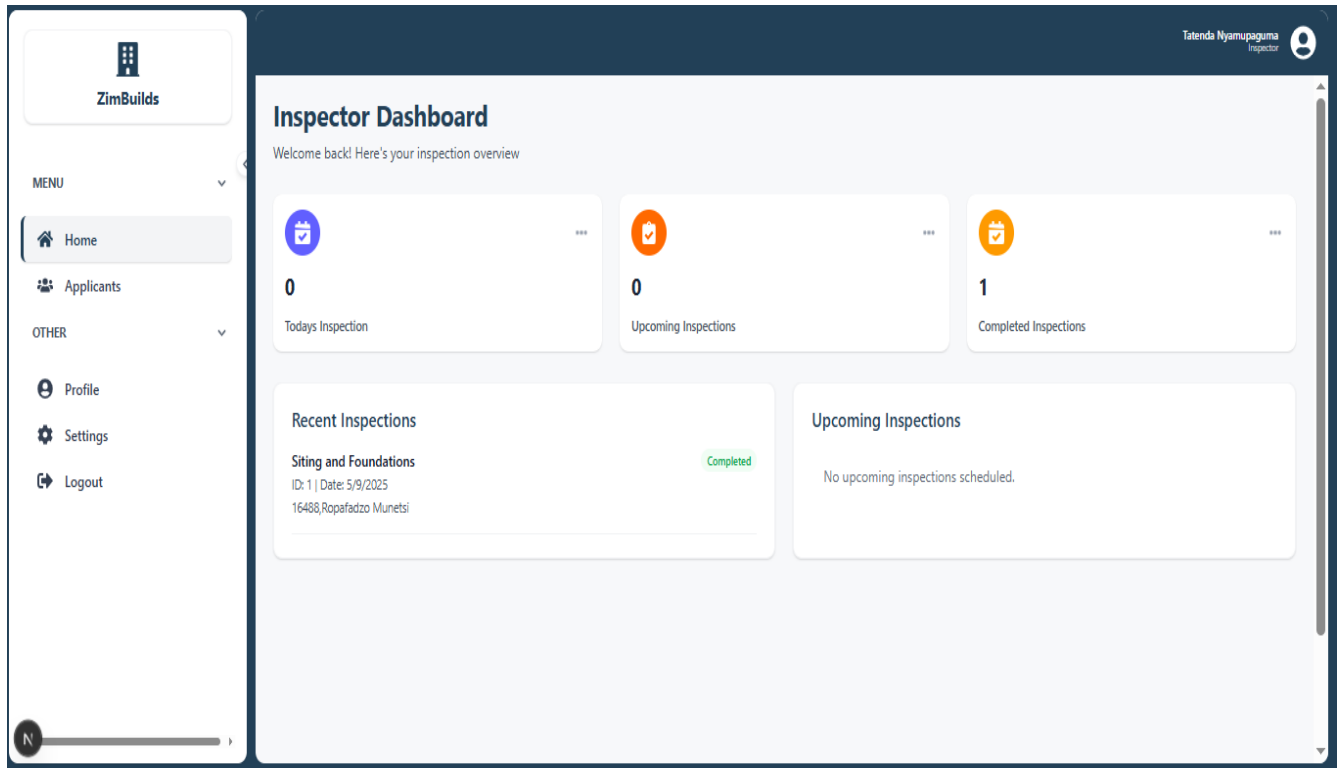 ZimBuilds
MENU
Home
Applicants
OTHER
Profile
Settings
Logout
N
Tatenda Nyamupaguma
Inspector
Inspector Dashboard
Welcome back! Here's your inspection overview
0
Todays Inspection
0
Upcoming Inspections
1
Completed Inspections
Recent Inspections
Siting and Foundations
Completed
ID: 1 | Date: 5/9/2025
16488,Ropafadzo Munetsi
Upcoming Inspections
No upcoming inspections scheduled.